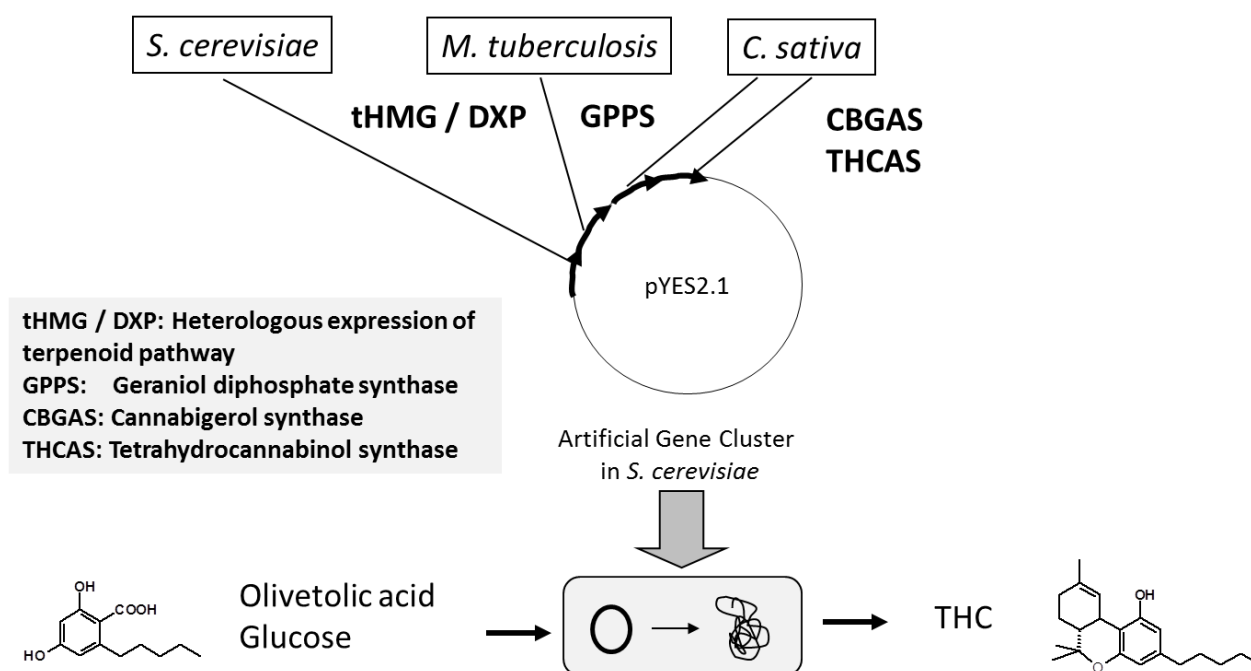 S. cerevisiae
M. tuberculosis
C. sativa
tHMG / DXP
GPPS
CBGAS
THCAS
pYES2.1
tHMG / DXP: Heterologous expression of
terpenoid pathway
GPPS: Geraniol diphosphate synthase
CBGAS: Cannabigerol synthase
THCAS: Tetrahydrocannabinol synthase
Artificial Gene Cluster
in S. cerevisiae
OH
COOH
HO
Olivetolic acid
Glucose
THC
OH
O